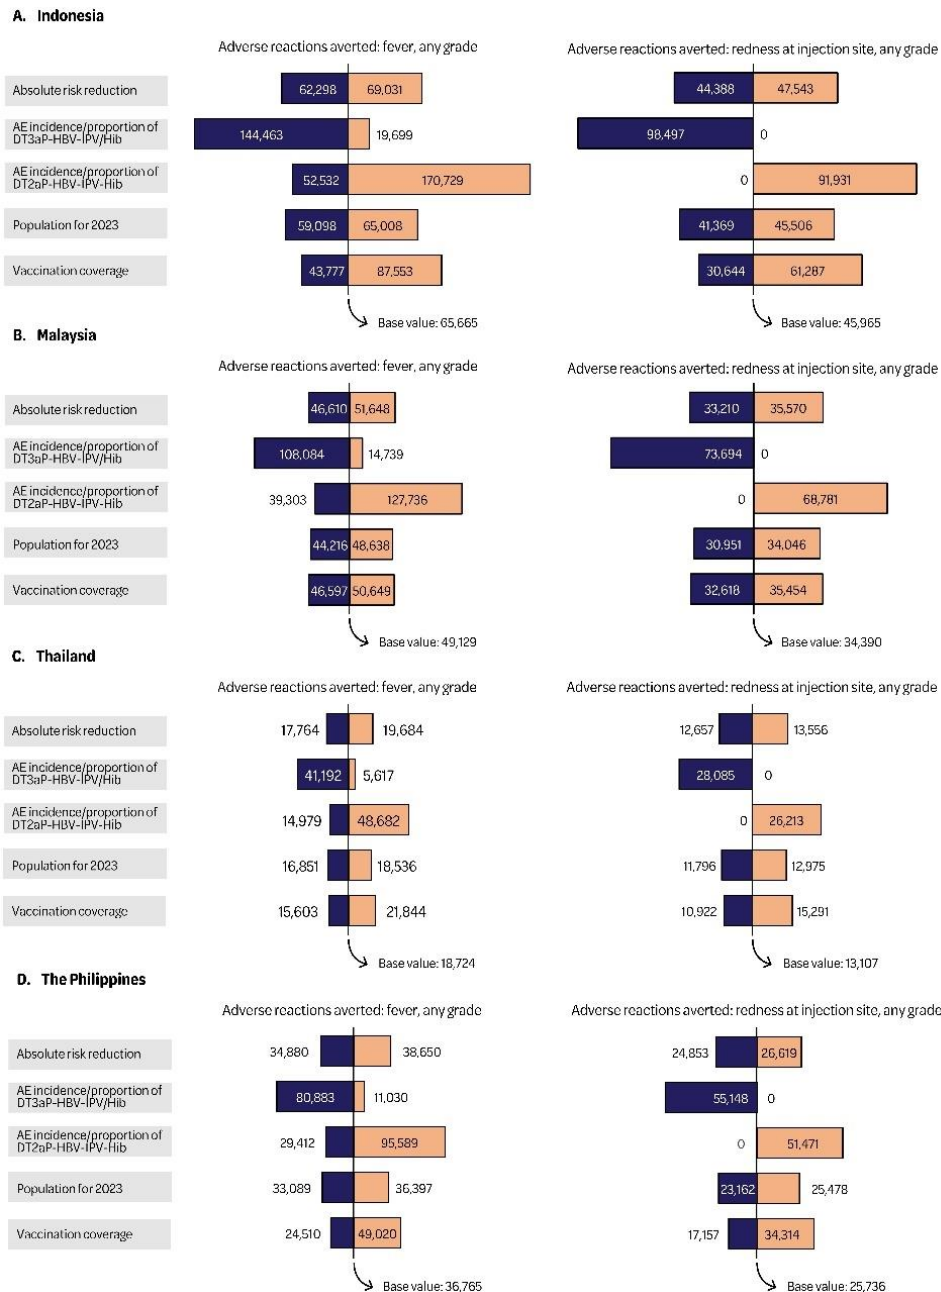 A. Indonesia
Adverse reactions averted: fever, any grade
Adverse reactions averted: redness at injection site, any grade
Absolute risk reduction
62,298 69,031
44,388 47,543
AE incidence/proportion of
DT3aP-HBV-IPV/Hib
144,463 19,699
98,497 0
AE incidence/proportion of
DT2aP-HBV-IPV-Hib
52,532 170,729
0 91,931
Population for 2023
59,098 65,008
41,369 45,506
Vaccination coverage
43,777 87,553
30,644 61,287
Base value: 65,665
Base value: 45,965
B. Malaysia
Adverse reactions averted: fever, any grade
Adverse reactions averted: redness at injection site, any grade
Absolute risk reduction
46,610 51,648
33,210 35,570
AE incidence/proportion of
DT3aP-HBV-IPV/Hib
108,084 14,739
73,694 0
AE incidence/proportion of
DT2aP-HBV-IPV-Hib
39,303 127,736
0 68,781
Population for 2023
44,216 48,638
30.951 34,046
Vaccination coverage
46,597 50,649
32,618 35,454
Base value: 49,129
Base value: 34,390
C. Thailand
Adverse reactions averted: fever, any grade
Adverse reactions averted: redness at injection site, any grade
Absolute risk reduction
17,764 19,684
12,657 13,556
AE incidence/proportion of
DT3aP-HBV-IPV/Hib
41,192 5,617
28,085 0
AE incidence/proportion of
DT2aP-HBV-IPV-Hib
14,979 48,682
0 26,213
Population for 2023
16,851 18,536
11,796 12,975
Vaccination coverage
15,603 21,844
10,922 15,291
Base value: 18,724
Base value: 13,107
D. The Philippines
Adverse reactions averted: fever, any grade
Adverse reactions averted: redness at injection site, any grade
Absolute risk reduction
34,880 38,650
24,853 26,619
AE incidence/proportion of
DT3aP-HBV-IPV/Hib
80,883 11,030
55,148 0
AE incidence/proportion of
DT2aP-HBV-IPV-Hib
29,412 95,589
0 51,471
Population for 2023
33,089 36,397
23,162 25,478
Vaccination coverage
24,510 49,020
17,157 34,314
Base value: 36,765
Base value: 25,736